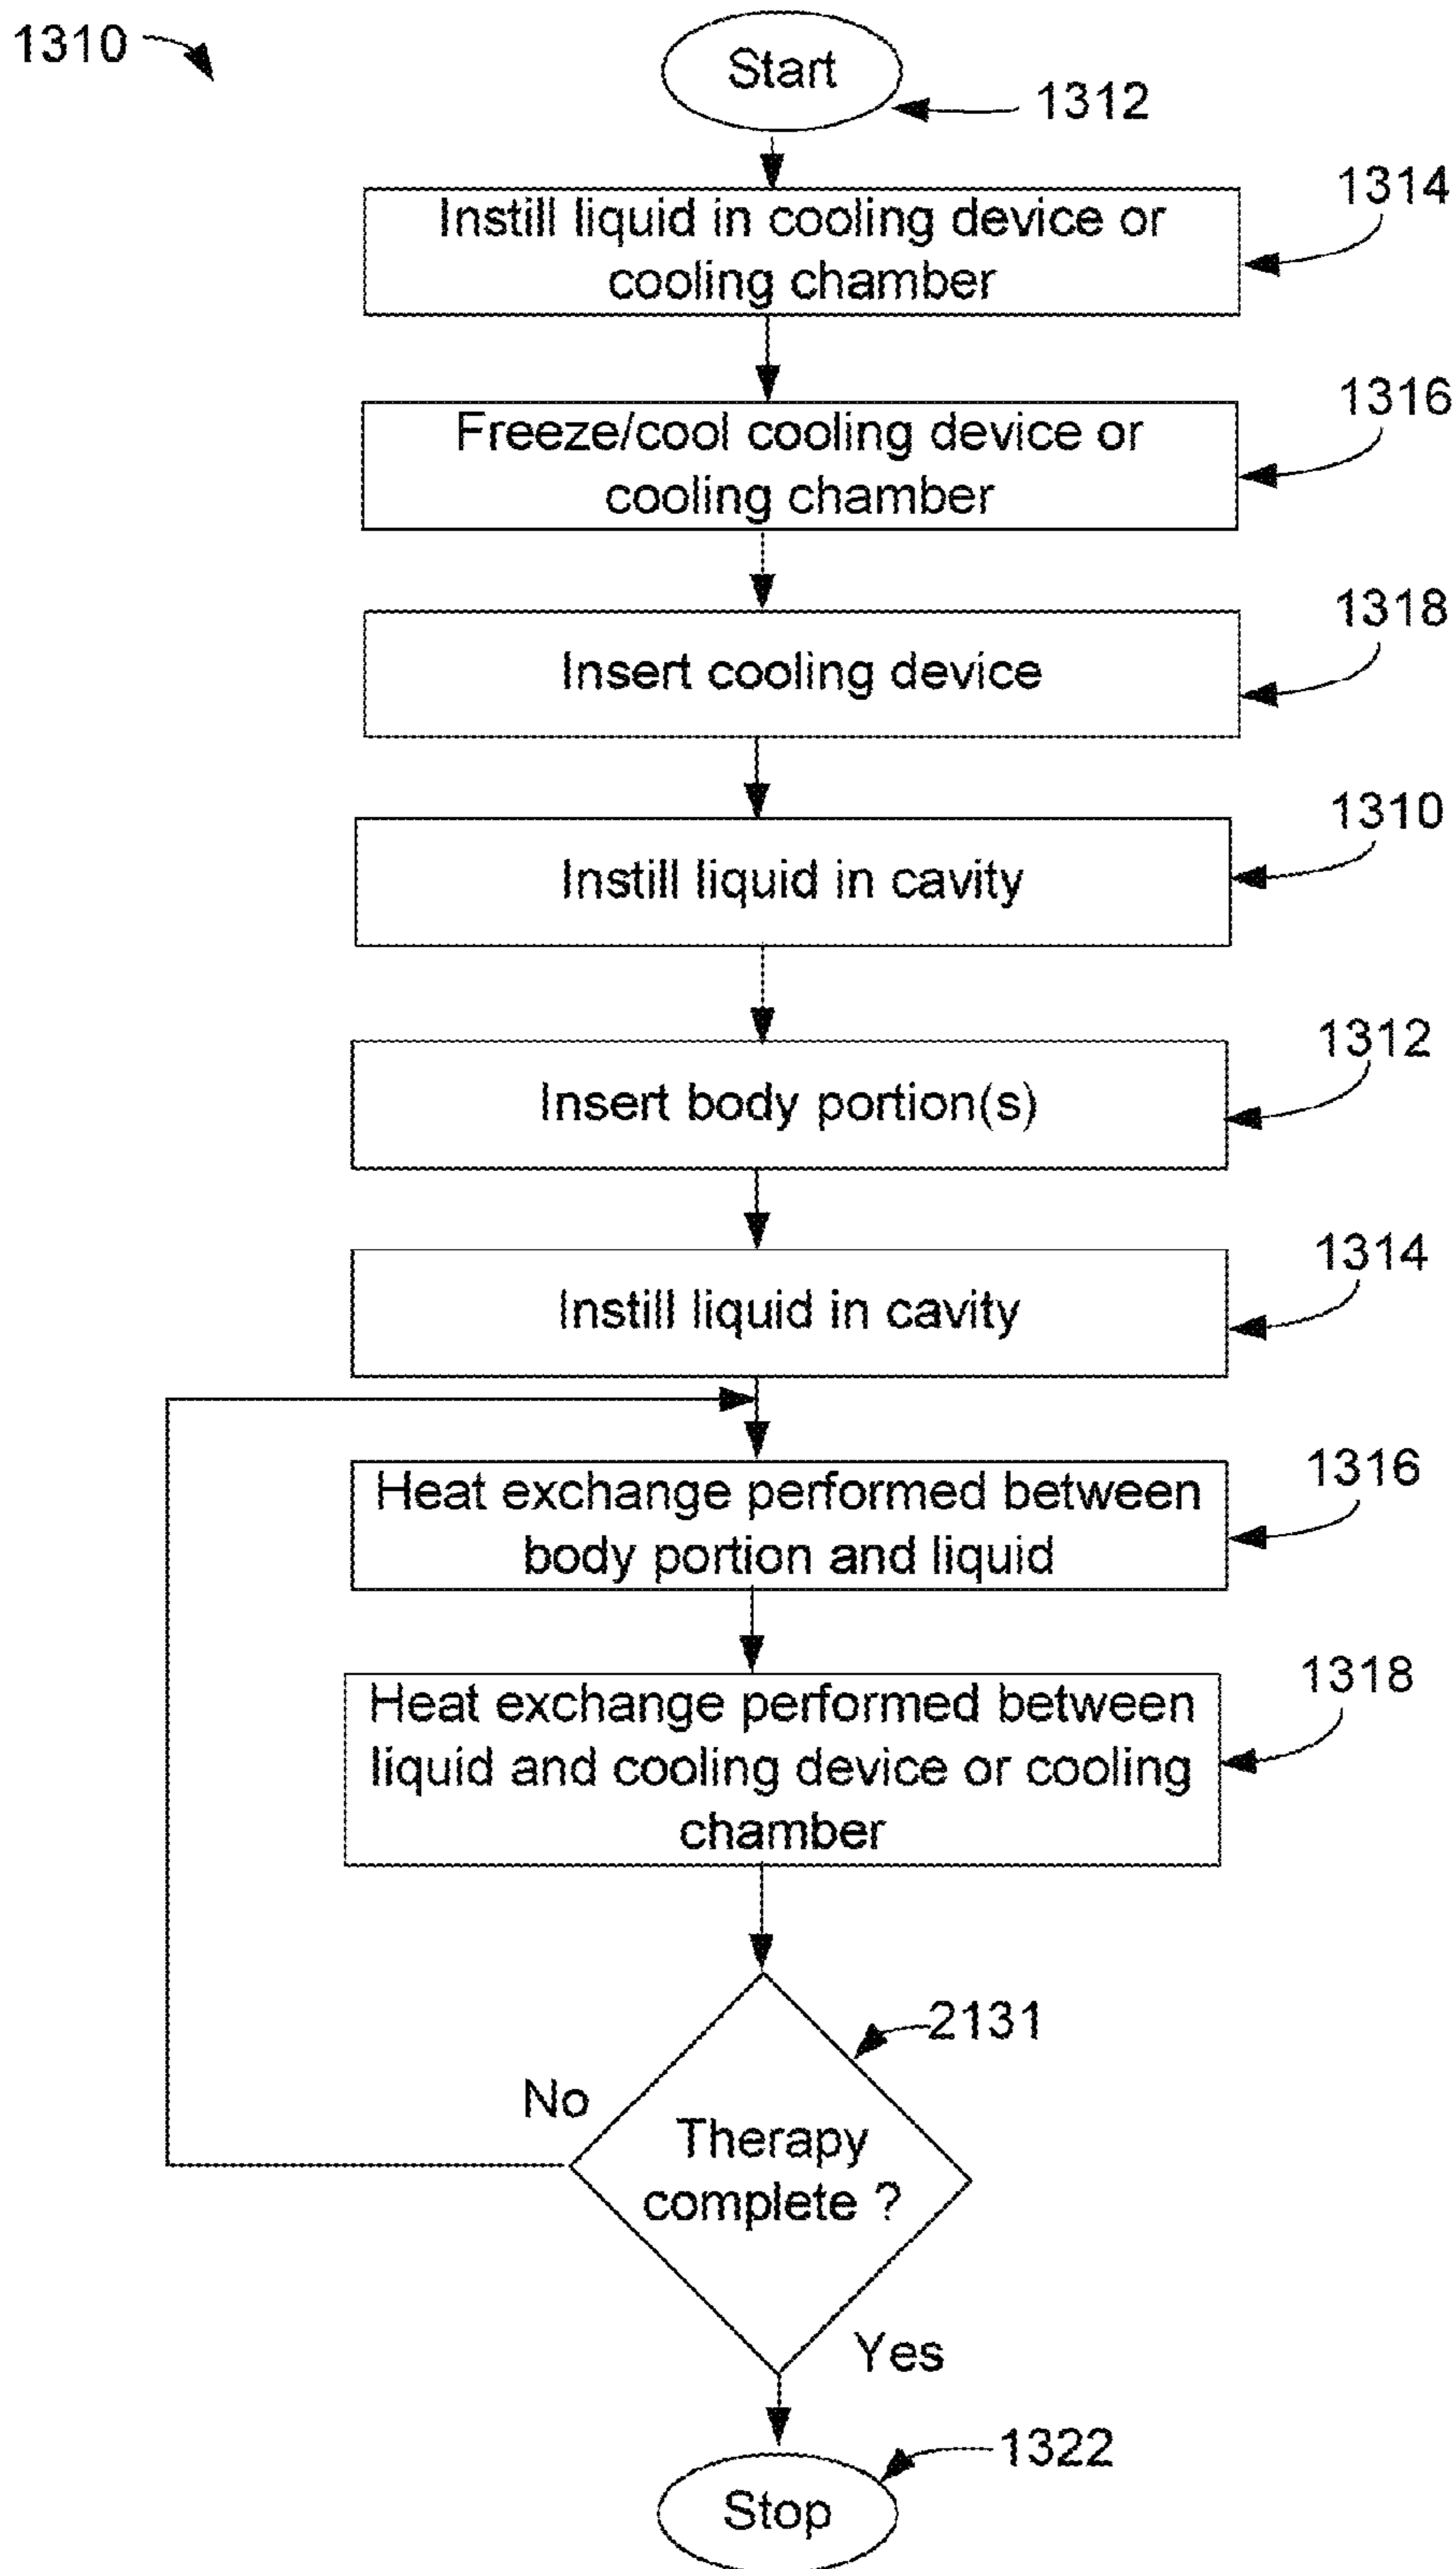 1310
Start
1312
1314
Instill liquid in cooling device or
cooling chamber
1316
Freeze/cool cooling device or
cooling chamber
1318
Insert cooling device
1310
Instill liquid in cavity
1312
Insert body portion(s)
1314
Instill liquid in cavity
1316
Heat exchange performed between
body portion and liquid
1318
Heat exchange performed between
liquid and cooling device or cooling
chamber
2131
No
Therapy
complete ?
Yes
1322
Stop